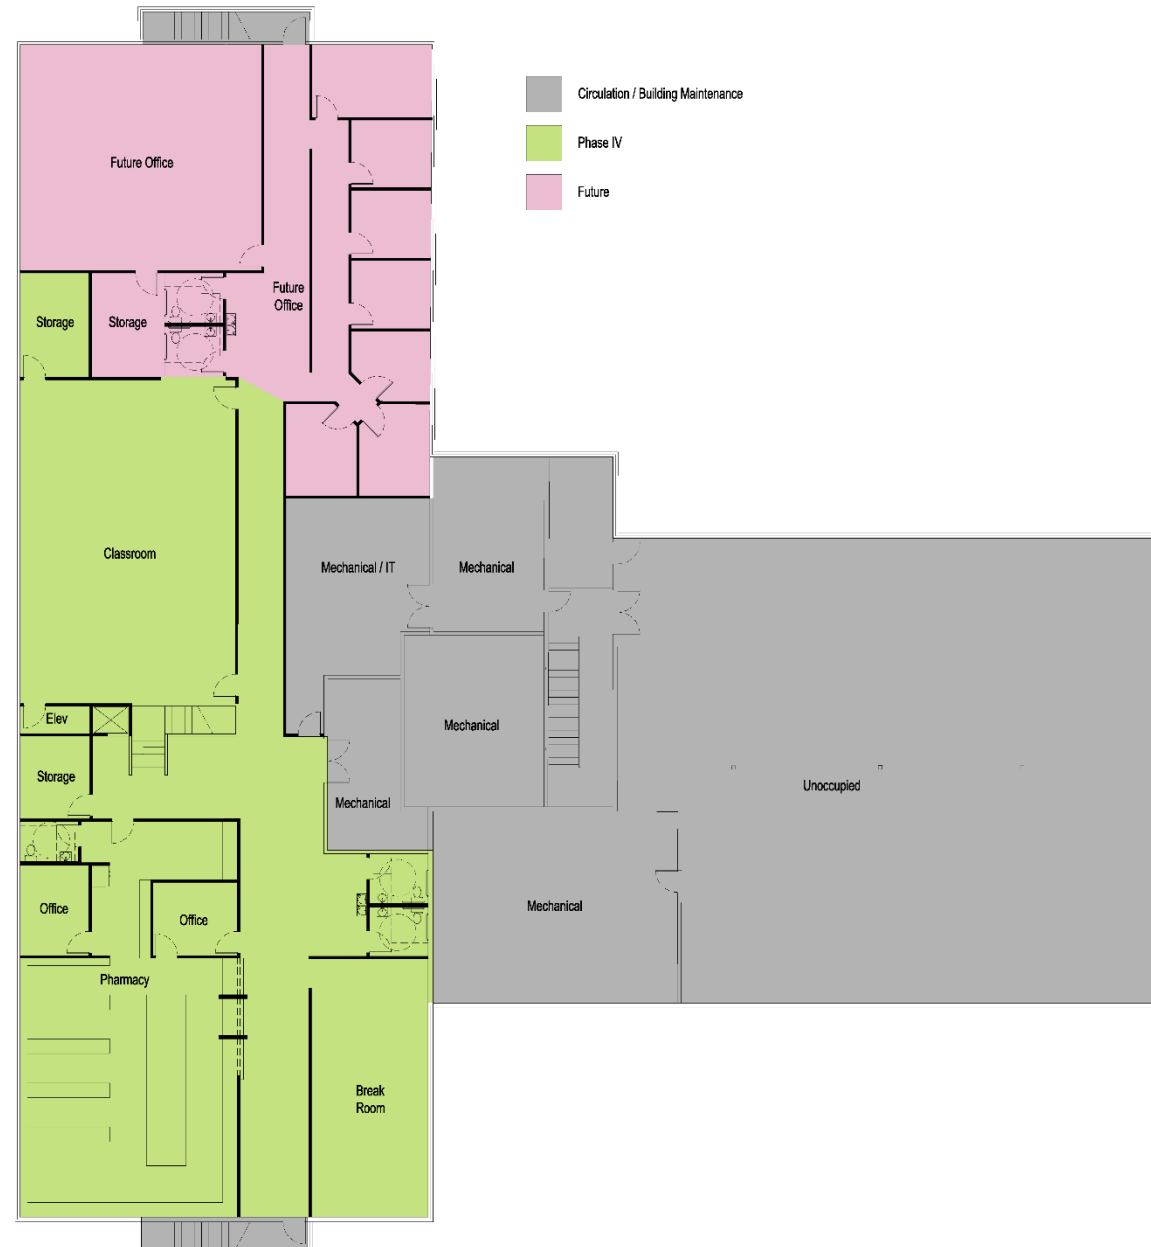 Circulation / Building Maintenance
Phase IV
Future
Future Office
Future
Office
Storage
Storage
Classroom
Mechanical / IT
Mechanical
Elev
Mechanical
Storage
Mechanical
Unoccupied
Office
Office
Mechanical
Pharmacy
Break
Room